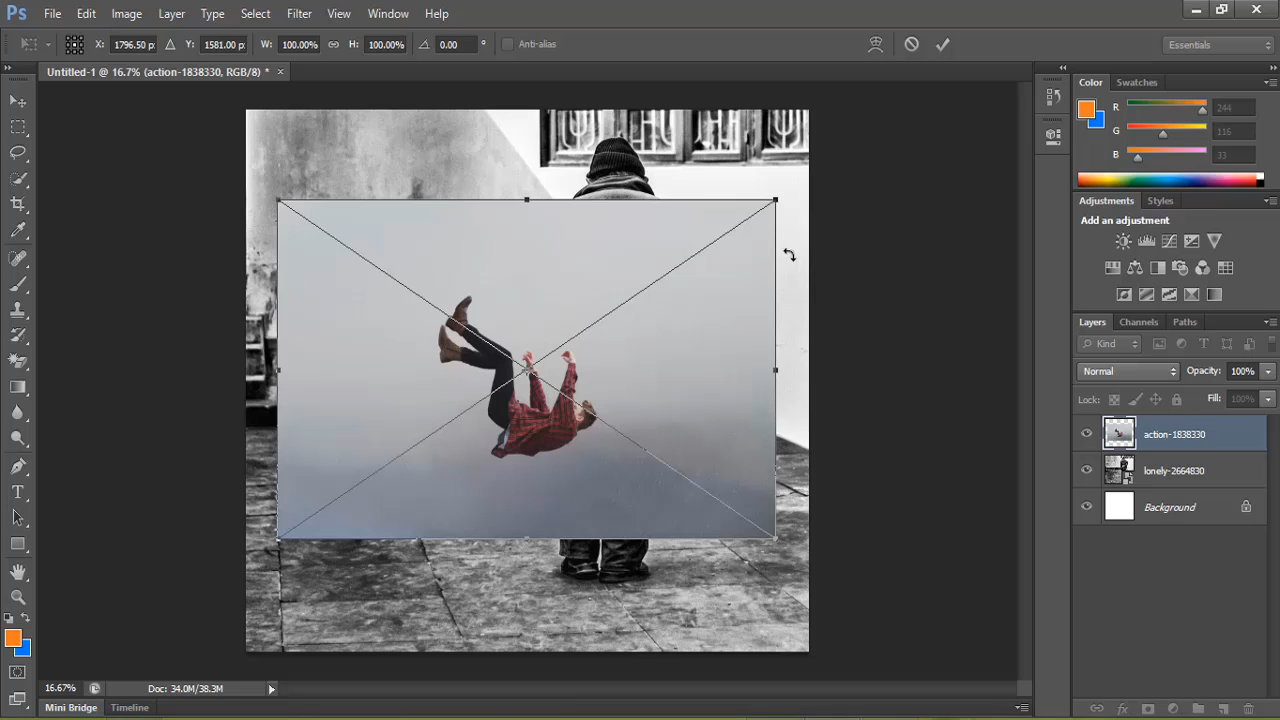 Ps File Edit Image Layer Type Select Filter View Window Help
X: 1796.50 p: Y: 1581.00 p: W: 100.00% H: 100.00% 0.00 ° Anti-alias Essentials
Untitled-1 @ 16.7% (action-1838330, RGB/8) * ×
Color Swatches
R 244
G 116
B 33
Adjustments Styles
Add an adjustment
Layers Channels Paths
Kind
Normal Opacity: 100%
Lock: Fill: 100%
action-1838330
lonely-2664830
Background
T
16.67% Doc: 34.0M/38.3M
Mini Bridge Timeline
fx